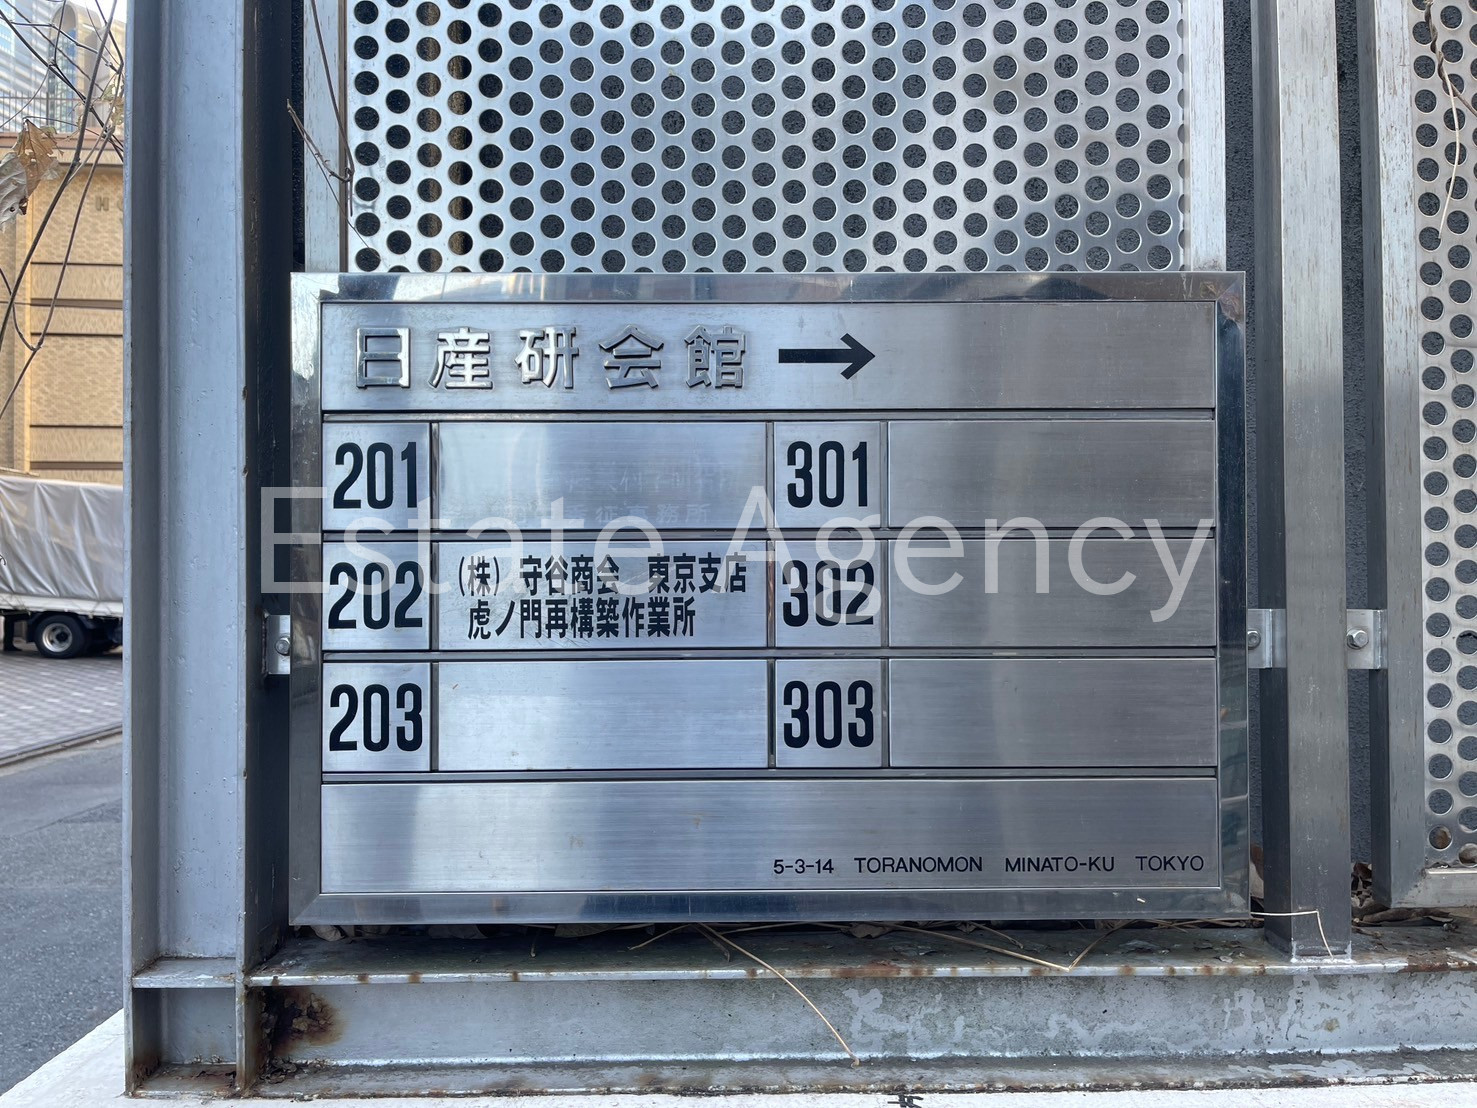 日産研会館 →
201
301
202 (株) 守谷商会 東京支店
虎ノ門再構築作業所
302
203
303
5-3-14 TORANOMON MINATO-KU TOKYO
Estate Agency